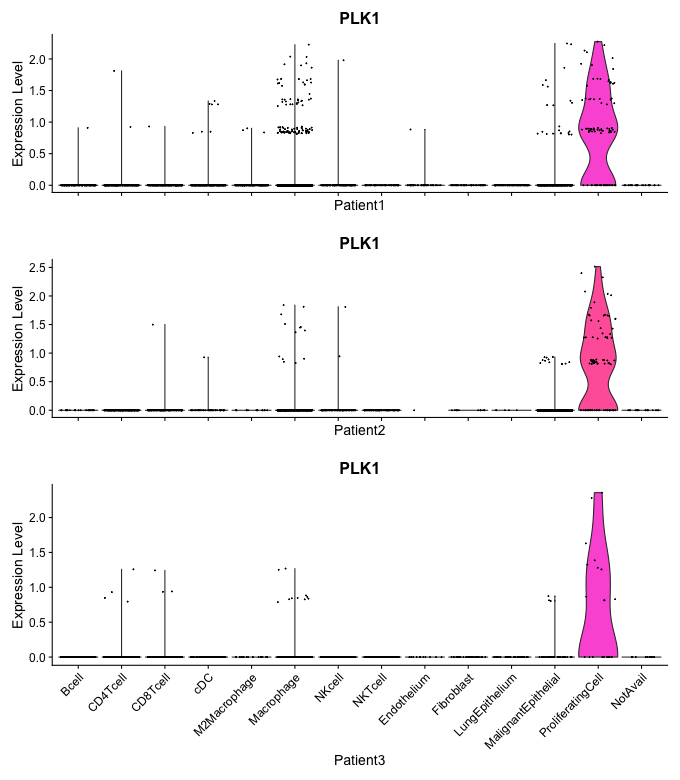 PLK1
Expression Level
2.0
1.5
1.0
0.5
0.0
Patient1
PLK1
Expression Level
2.5
2.0
1.5
1.0
0.5
0.0
Patient2
PLK1
Expression Level
2.0
1.5
1.0
0.5
0.0
Bcell
CD4Tcell
CD8Tcell
cDC
M2Macrophage
Macrophage
NKcell
NKTcell
Endothelium
Fibroblast
LungEpithelium
MalignantEpithelial
ProliferatingCell
NotAvail
Patient3